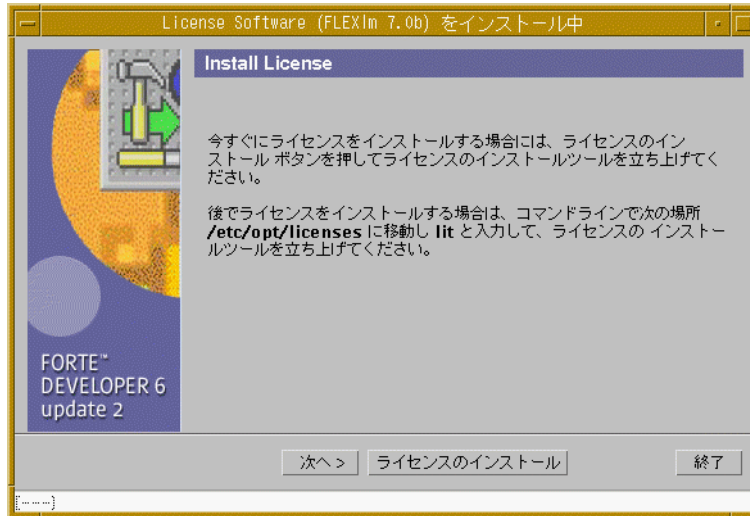 License Software (FLEXlm 7.0b) をインストール中
Install License
今すぐにライセンスをインストールする場合には、ライセンスのイン
ストール ボタンを押してライセンスのインストールツールを立ち上げてく
ださい。
後でライセンスをインストールする場合は、コマンドラインで次の場所
/etc/opt/licenses に移動し lit と入力して、ライセンスの インストー
ルツールを立ち上げてください。
FORTE™
DEVELOPER 6
update 2
次へ >
ライセンスのインストール
終了
[---]